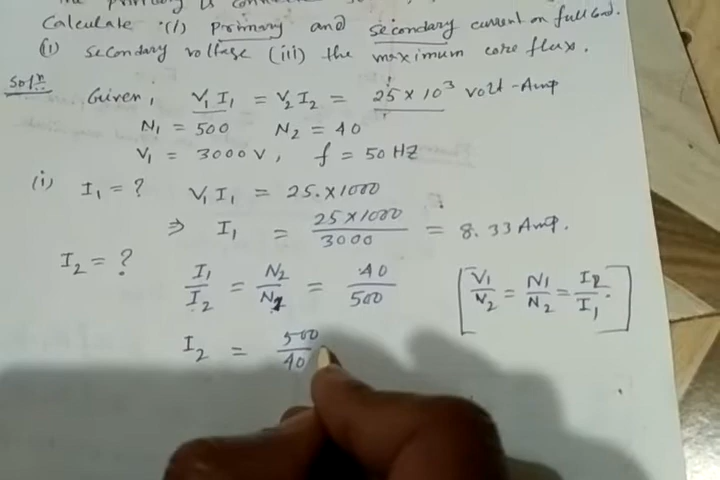 Calculate (i) Primary and secondary current on full load.
(ii) secondary voltage (iii) the maximum core flux.
Solⁿ
Given, V₁ I₁ = V₂ I₂ = 25 × 10³ volt-Amp
N₁ = 500 N₂ = 40
V₁ = 3000 V, f = 50 HZ
(i) I₁ = ? V₁ I₁ = 25 × 1000
⇒ I₁ = 25 × 1000 / 3000 = 8.33 Amp.
I₂ = ? I₁/I₂ = N₂/N₁ = 40/500 [V₁/V₂ = N₁/N₂ = I₂/I₁.]
I₂ = 500/40